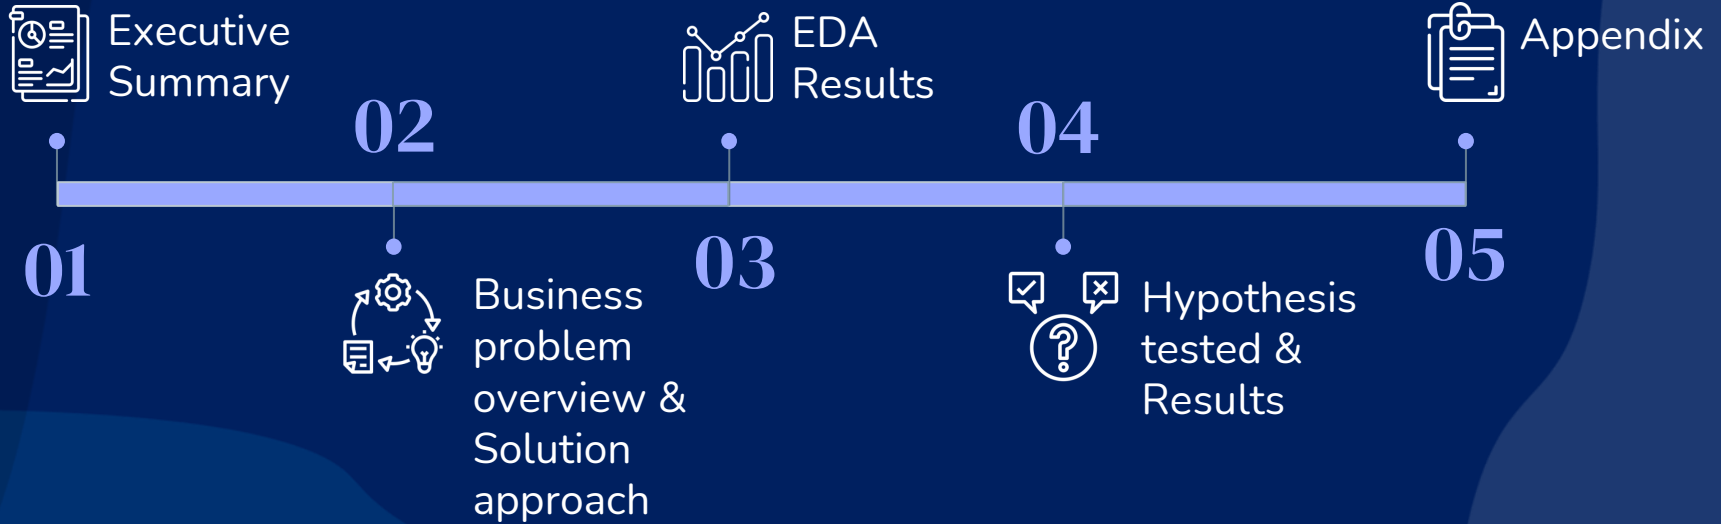 Executive
Summary
01
02
Business
problem
overview &
Solution
approach
EDA
Results
03
04
Hypothesis
tested &
Results
Appendix
05